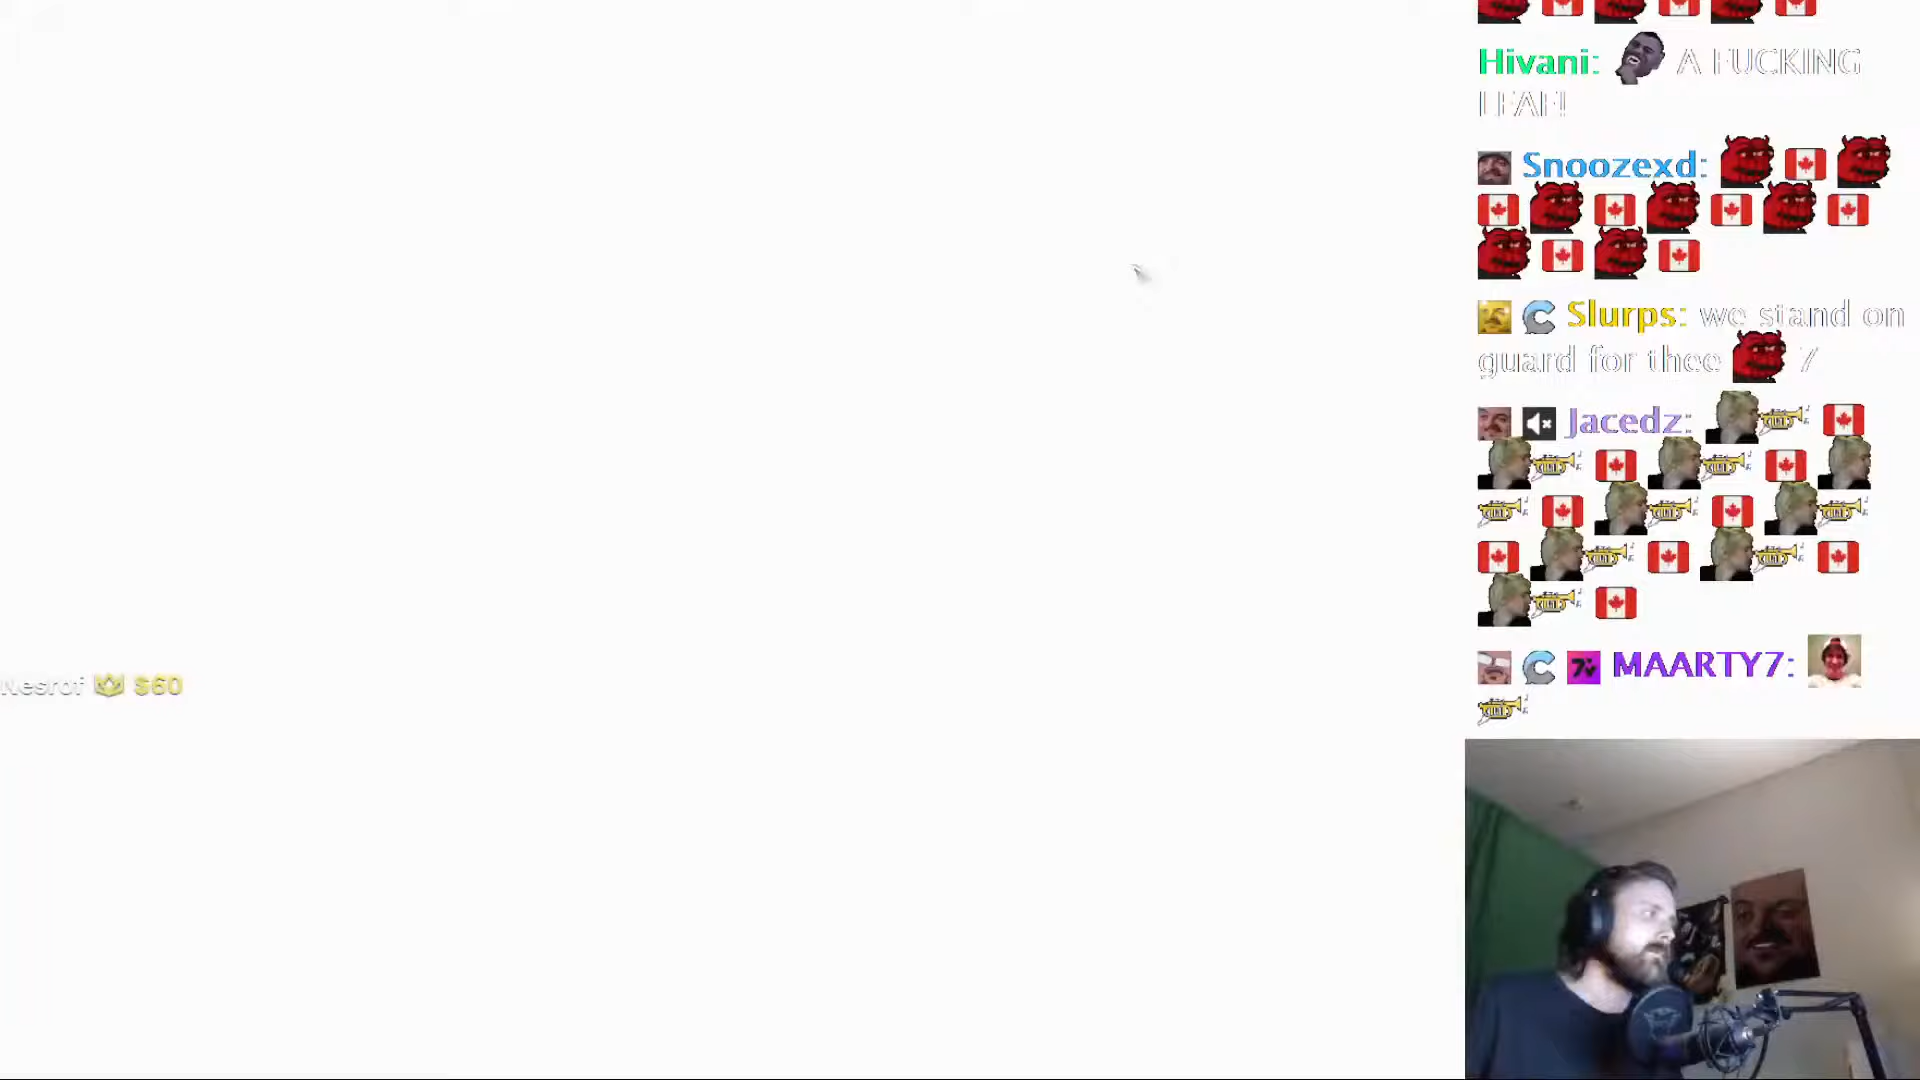 Hivani: A FUCKING
LEAF!
Snoozexd:
Slurps: we stand on
guard for thee 7
Jacedz:
MAARTY7:
Nesrof $60